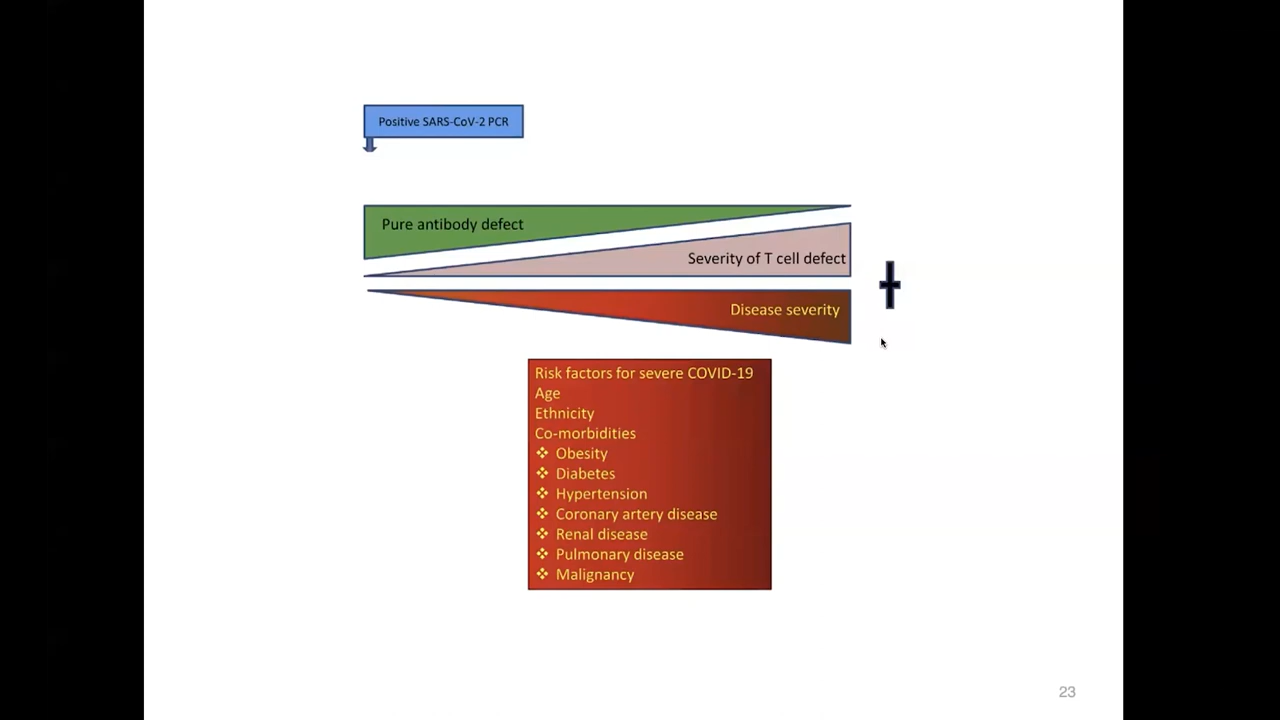 Positive SARS-CoV-2 PCR
Pure antibody defect
Severity of T cell defect
Disease severity
Risk factors for severe COVID-19
Age
Ethnicity
Co-morbidities
❖ Obesity
❖ Diabetes
❖ Hypertension
❖ Coronary artery disease
❖ Renal disease
❖ Pulmonary disease
❖ Malignancy
23